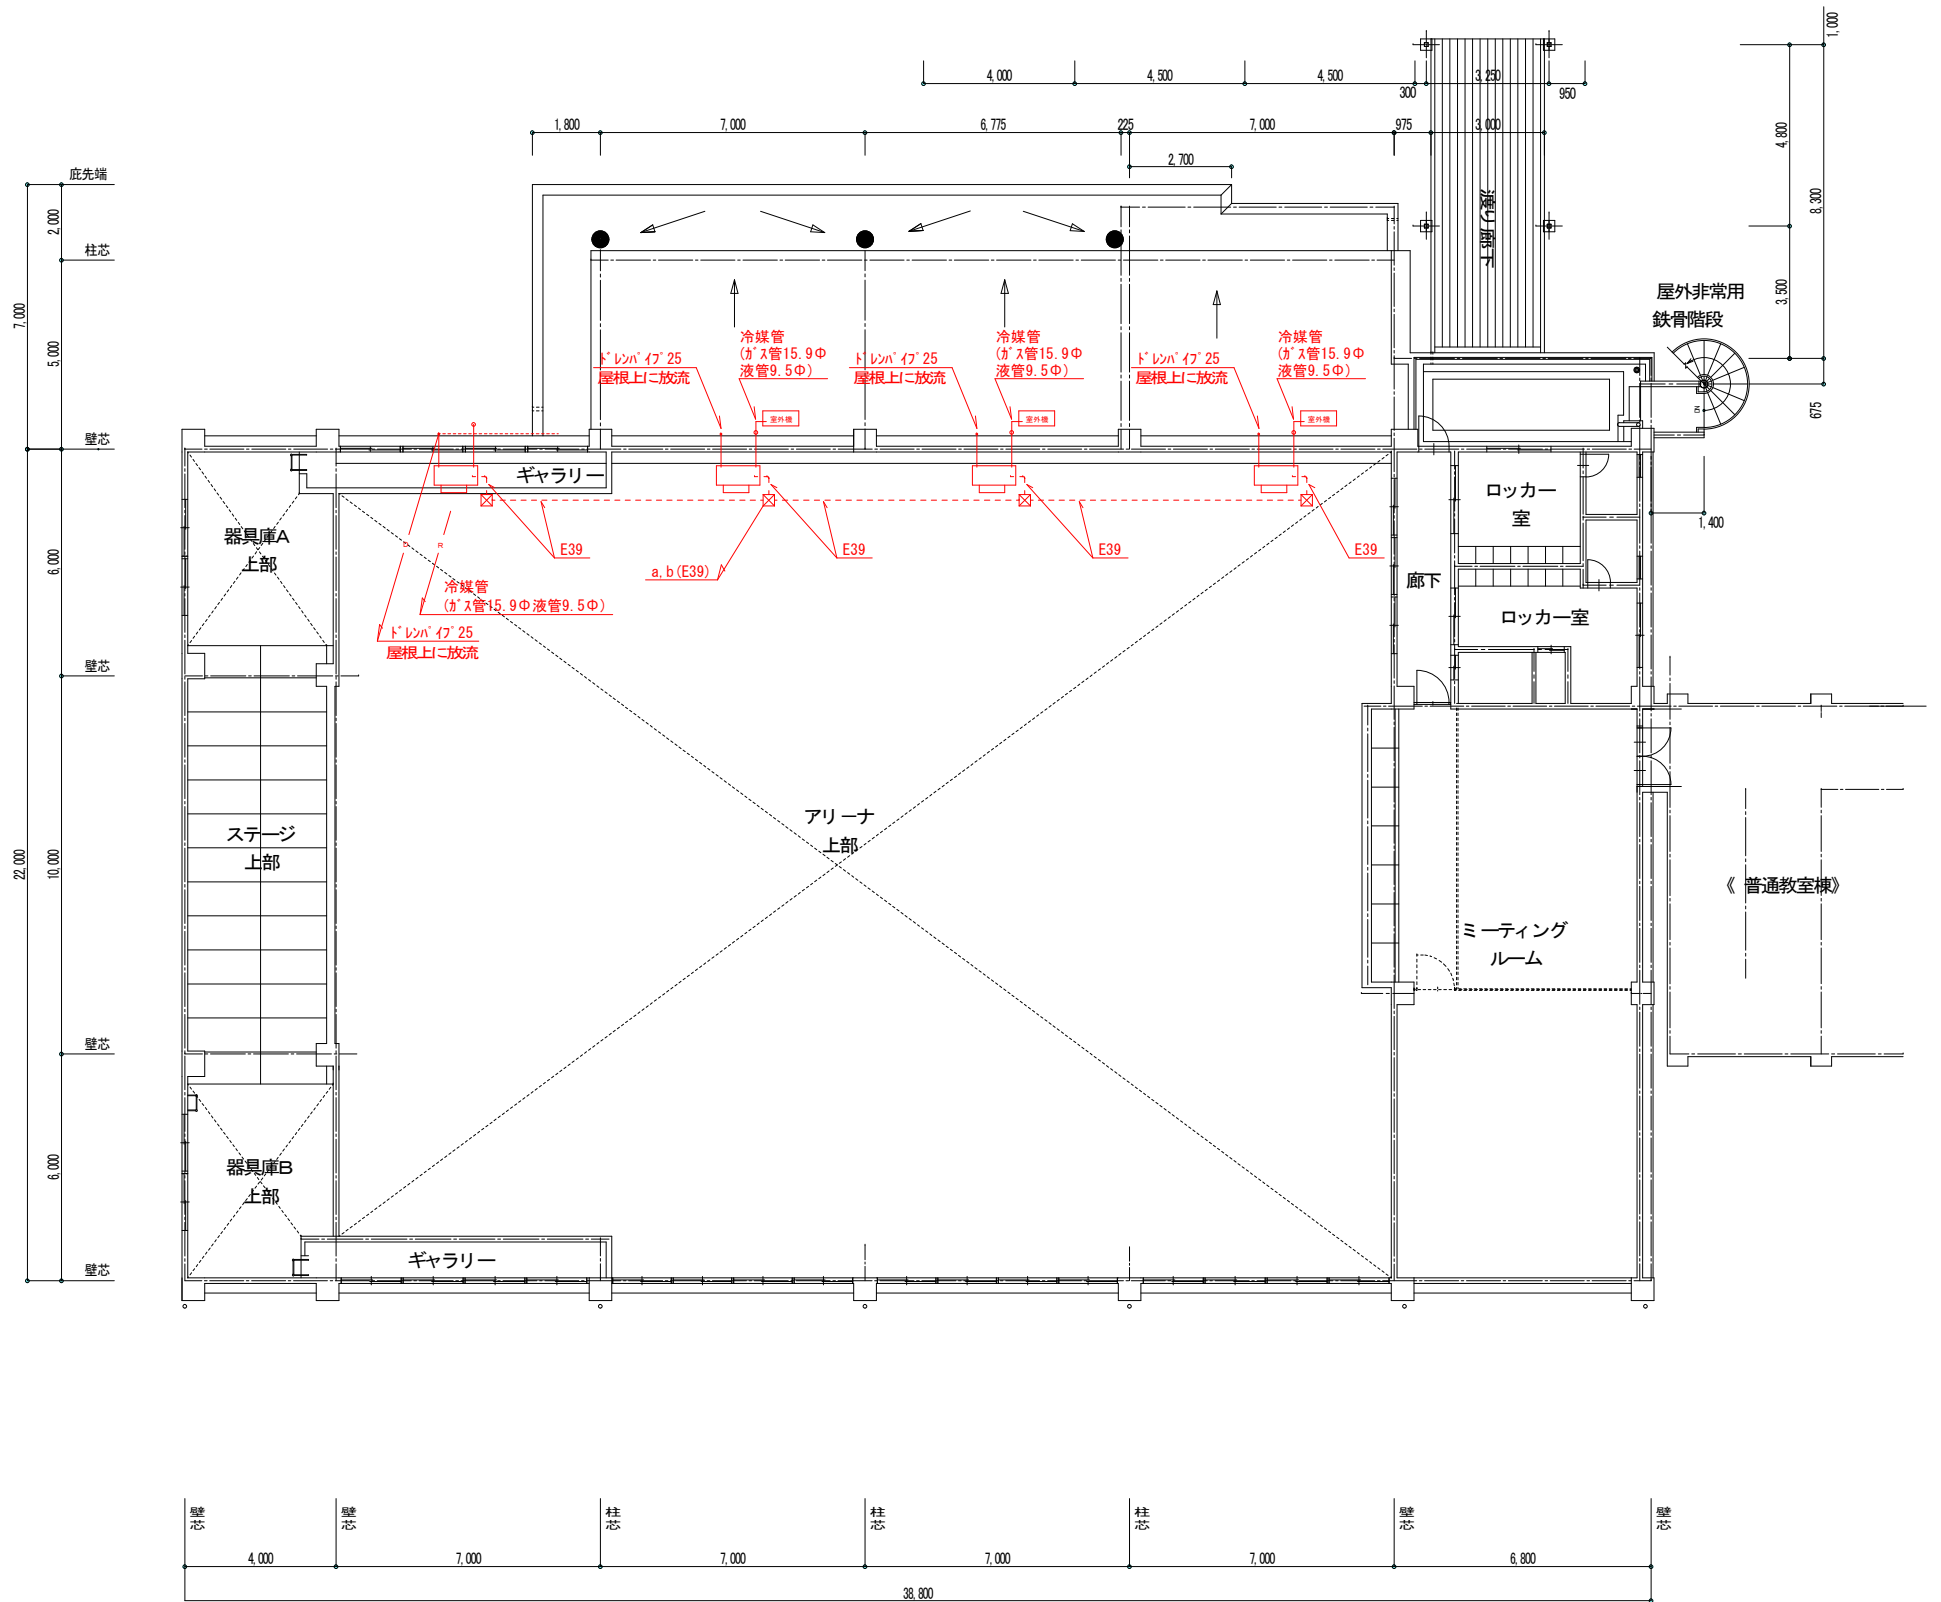 1,000
4,000
4,500
4,500
3,250
300
950
1,800
7,000
6,775
225
7,000
975
3,000
2,700
4,800
8,300
3,500
675
渡り廊下
庇先端
2,000
柱芯
7,000
5,000
壁芯
屋外非常用
鉄骨階段
DN
1,400
冷媒管
(ｶﾞｽ管15.9Φ
液管9.5Φ)
冷媒管
(ｶﾞｽ管15.9Φ
液管9.5Φ)
冷媒管
(ｶﾞｽ管15.9Φ
液管9.5Φ)
ﾄﾞﾚﾝﾊﾟｲﾌﾟ25
屋根上に放流
ﾄﾞﾚﾝﾊﾟｲﾌﾟ25
屋根上に放流
ﾄﾞﾚﾝﾊﾟｲﾌﾟ25
屋根上に放流
室外機
室外機
室外機
ギャラリー
器具庫A
上部
D
R
E39
E39
E39
E39
a,b(E39)
冷媒管
(ｶﾞｽ管15.9Φ液管9.5Φ)
ﾄﾞﾚﾝﾊﾟｲﾌﾟ25
屋根上に放流
ロッカー
室
廊下
ロッカー室
6,000
壁芯
22,000
10,000
ステージ
上部
アリーナ
上部
《 普通教室棟》
ミーティング
ルーム
壁芯
6,000
器具庫B
上部
ギャラリー
壁芯
壁芯
壁芯
柱芯
柱芯
柱芯
壁芯
壁芯
4,000
7,000
7,000
7,000
7,000
6,800
38,800